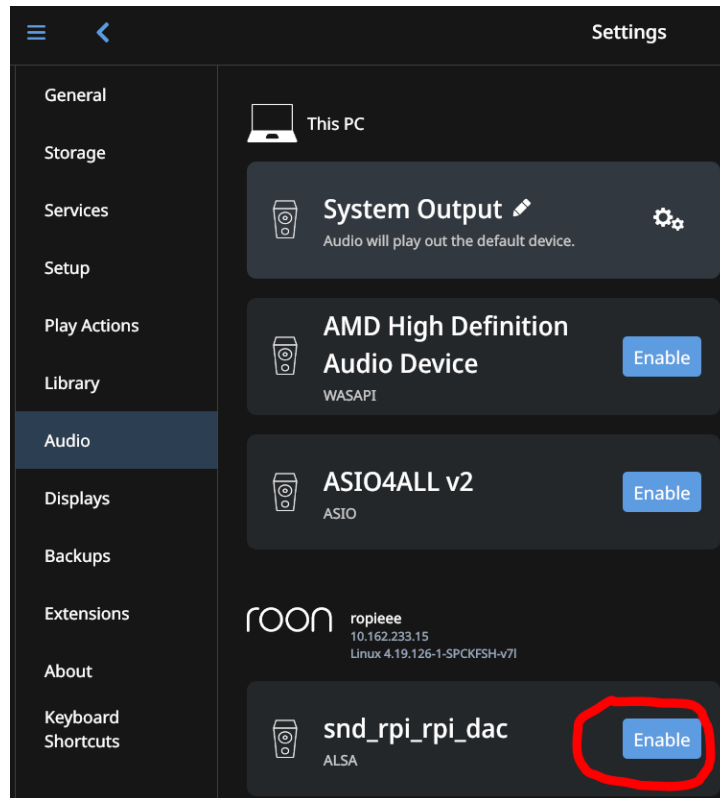 Settings
General
Storage
Services
Setup
Play Actions
Library
Audio
Displays
Backups
Extensions
About
Keyboard
Shortcuts
This PC
System Output
Audio will play out the default device.
AMD High Definition
Audio Device
WASAPI
Enable
ASIO4ALL v2
ASIO
Enable
roon
ropieee
10.162.233.15
Linux 4.19.126-1-SPCKFSH-v7l
snd_rpi_rpi_dac
ALSA
Enable